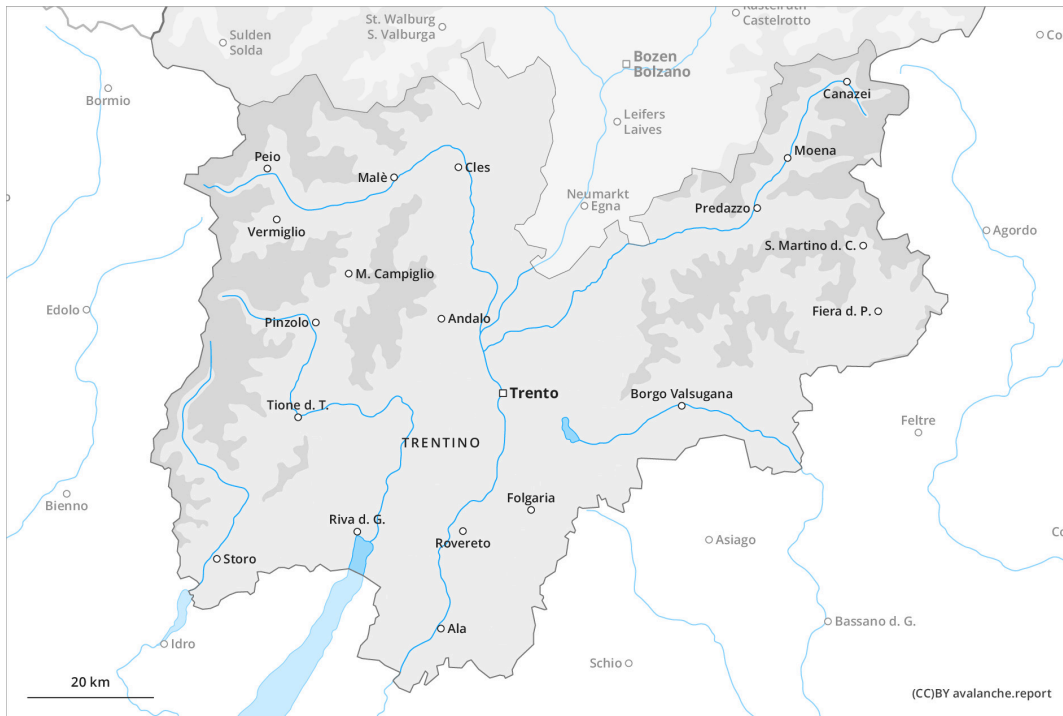 St. Walburg
S. Valburga
Kastelruth
Castelrotto
Sulden
Solda
Bozen
Bolzano
Bormio
Canazei
Leifers
Laives
Moena
Peio
Malè
Cles
Neumarkt
Egna
Predazzo
Vermiglio
S. Martino d. C.
Agordo
M. Campiglio
Edolo
Pinzolo
Andalo
Fiera d. P.
Trento
Borgo Valsugana
Tione d. T.
Feltre
TRENTINO
Bienno
Folgaria
Riva d. G.
Rovereto
Asiago
Storo
Bassano d. G.
Ala
Idro
Schio
20 km
(CC)BY avalanche.report